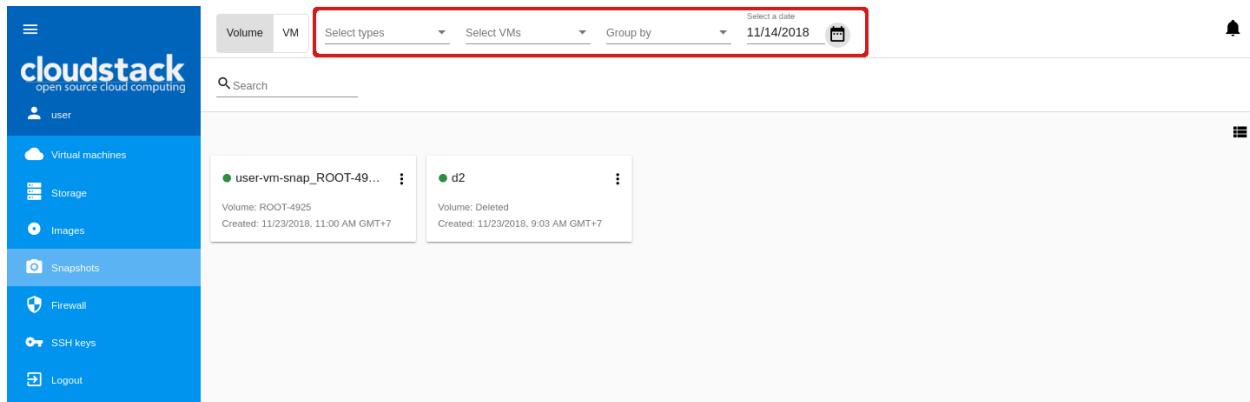 cloudstack
open source cloud computing
user
Virtual machines
Storage
Images
Snapshots
Firewall
SSH keys
Logout
Volume
VM
Select types
Select VMs
Group by
Select a date
11/14/2018
Search
user-vm-snap_ROOT-49...
Volume: ROOT-4925
Created: 11/23/2018, 11:00 AM GMT+7
d2
Volume: Deleted
Created: 11/23/2018, 9:03 AM GMT+7